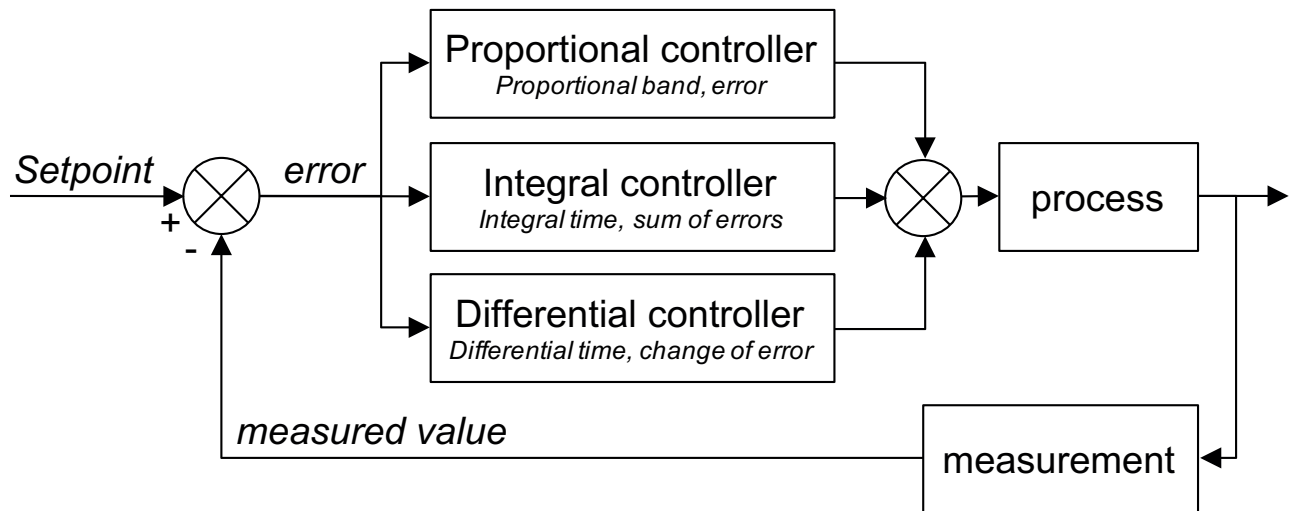 Proportional controller
Proportional band, error
Setpoint
error
Integral controller
Integral time, sum of errors
process
+
-
Differential controller
Differential time, change of error
measured value
measurement